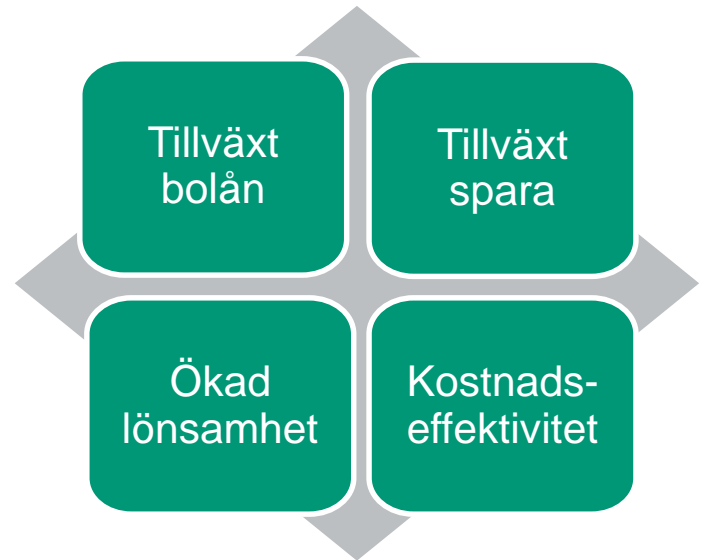 Tillväxt
bolån
Tillväxt
spara
Ökad
lönsamhet
Kostnads-
effektivitet